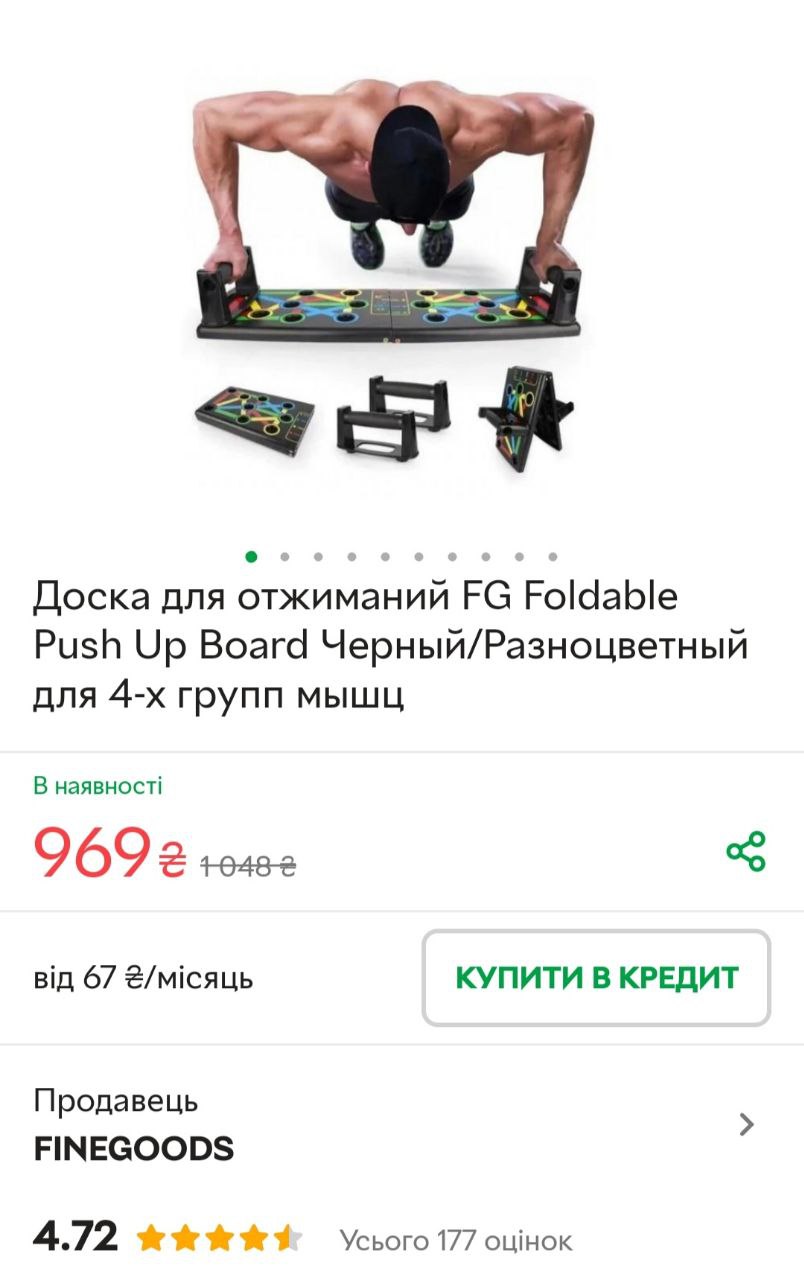 Доска для отжиманий FG Foldable
Push Up Board Черный/Разноцветный
для 4-х групп мышц
В наявності
969 ₴ 1 048 ₴
від 67 ₴/місяць
КУПИТИ В КРЕДИТ
Продавець
FINEGOODS
4.72
Усього 177 оцінок